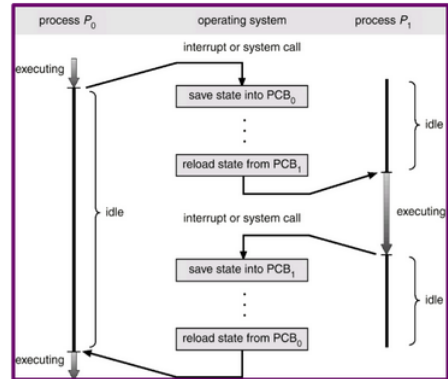 process P0 operating system process P1
interrupt or system call
executing
save state into PCB0
idle
reload state from PCB1
idle
interrupt or system call
executing
save state into PCB1
idle
reload state from PCB0
executing